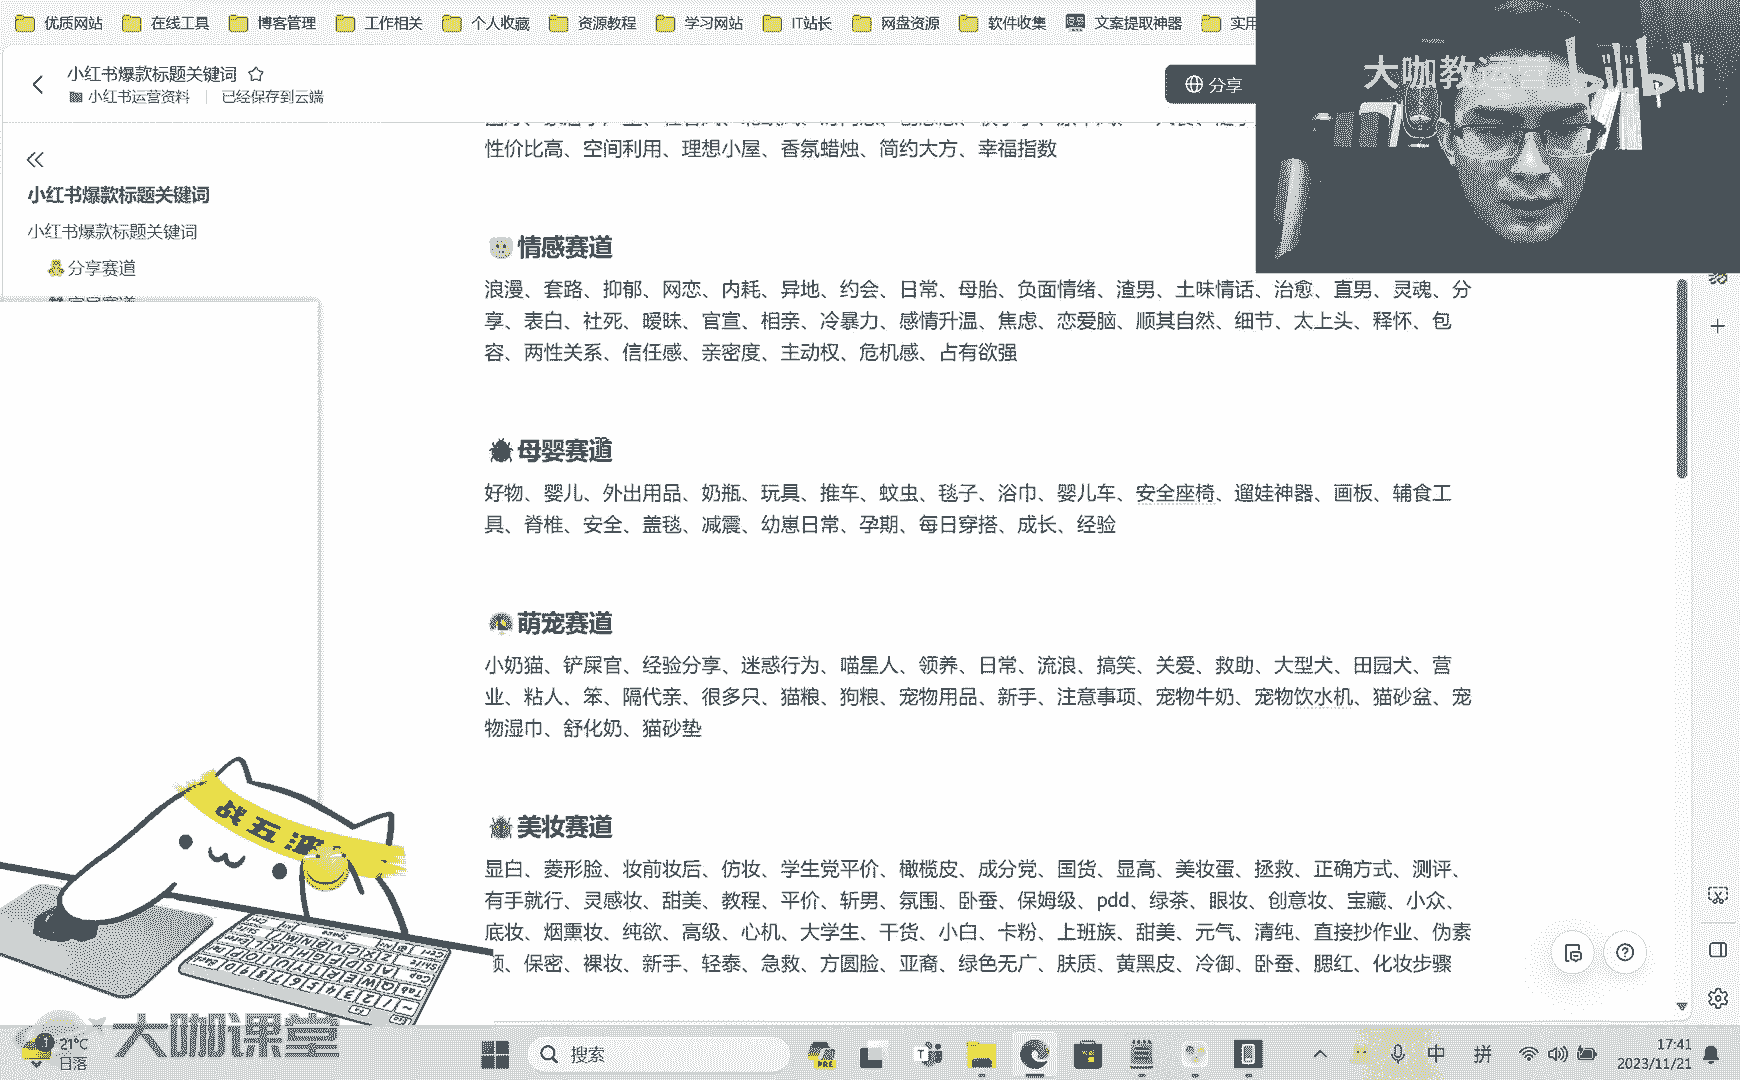 优质网站 在线工具 博客管理 工作相关 个人收藏 资源教程 学习网站 IT站长 网盘资源 软件收集 文案提取神器 实用
小红书爆款标题关键词
小红书运营资料 已经保存到云端
分享
大咖教运营 bilibili
小红书爆款标题关键词
小红书爆款标题关键词
分享赛道
性价比高、空间利用、理想小屋、香氛蜡烛、简约大方、幸福指数
情感赛道
浪漫、套路、抑郁、网恋、内耗、异地、约会、日常、母胎、负面情绪、渣男、土味情话、治愈、直男、灵魂、分
享、表白、社死、暧昧、官宣、相亲、冷暴力、感情升温、焦虑、恋爱脑、顺其自然、细节、太上头、释怀、包
容、两性关系、信任感、亲密度、主动权、危机感、占有欲强
母婴赛道
好物、婴儿、外出用品、奶瓶、玩具、推车、蚊虫、毯子、浴巾、婴儿车、安全座椅、遛娃神器、画板、辅食工
具、脊椎、安全、盖毯、减震、幼崽日常、孕期、每日穿搭、成长、经验
萌宠赛道
小奶猫、铲屎官、经验分享、迷惑行为、喵星人、领养、日常、流浪、搞笑、关爱、救助、大型犬、田园犬、营
业、粘人、笨、隔代亲、很多只、猫粮、狗粮、宠物用品、新手、注意事项、宠物牛奶、宠物饮水机、猫砂盆、宠
物湿巾、舒化奶、猫砂垫
美妆赛道
显白、菱形脸、妆前妆后、仿妆、学生党平价、橄榄皮、成分党、国货、显高、美妆蛋、拯救、正确方式、测评、
有手就行、灵感妆、甜美、教程、平价、斩男、氛围、卧蚕、保姆级、pdd、绿茶、眼妆、创意妆、宝藏、小众、
底妆、烟熏妆、纯欲、高级、心机、大学生、干货、小白、卡粉、上班族、甜美、元气、清纯、直接抄作业、伪素
颜、保密、裸妆、新手、轻泰、急救、方圆脸、亚裔、绿色无广、肤质、黄黑皮、冷御、卧蚕、腮红、化妆步骤
战五渣
大咖课堂
1 21°C
日落
搜索
PRE
中 拼
17:41
2023/11/21